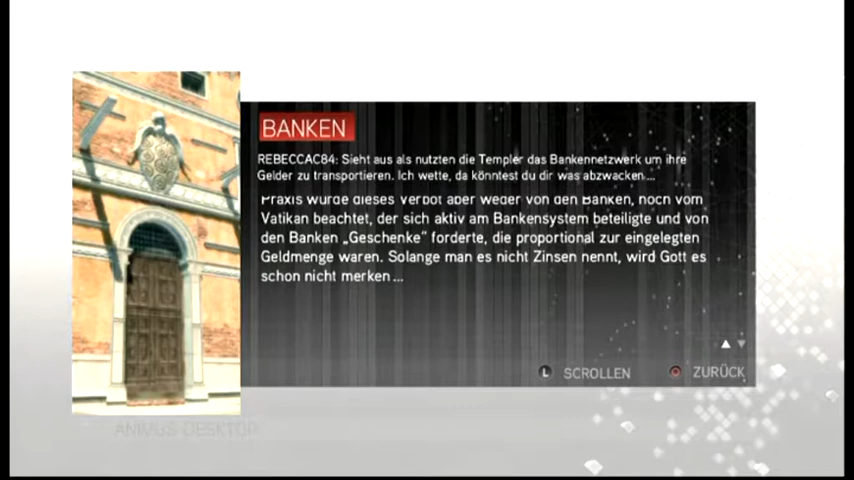 BANKEN
REBECCAC84: Sieht aus als nutzten die Templer das Bankennetzwerk um ihre
Gelder zu transportieren. Ich wette, da könntest du dir was abzwacken ...
Praxis wurde dieses Verbot aber weder von den Banken, noch vom
Vatikan beachtet, der sich aktiv am Bankensystem beteiligte und von
den Banken „Geschenke“ forderte, die proportional zur eingelegten
Geldmenge waren. Solange man es nicht Zinsen nennt, wird Gott es
schon nicht merken ...
L SCROLLEN ZURÜCK
ANIMUS-DESKTOP